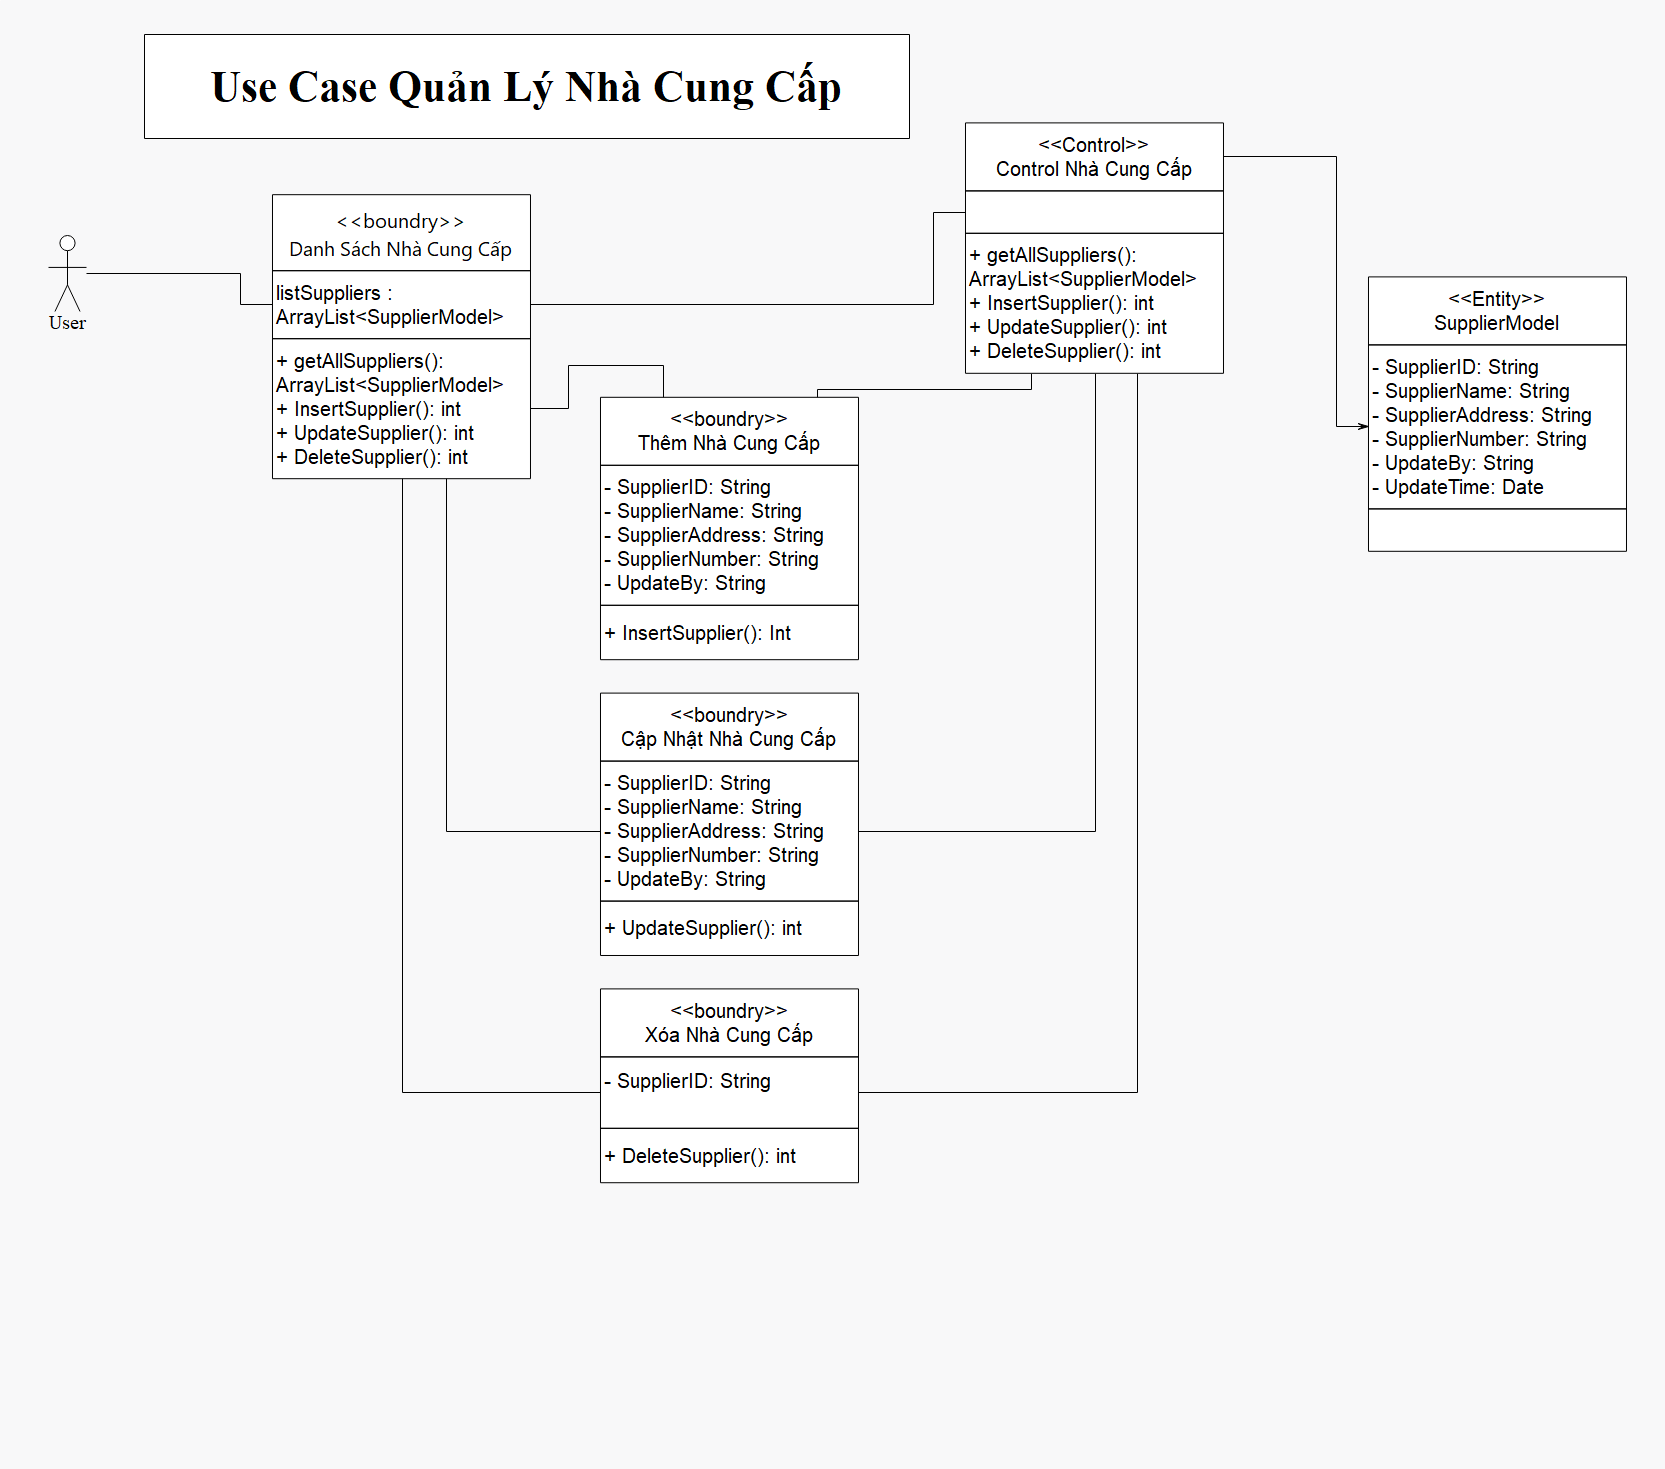 Use Case Quản Lý Nhà Cung Cấp
User
<<boundry>>
Danh Sách Nhà Cung Cấp
listSuppliers :
ArrayList<SupplierModel>
+ getAllSuppliers():
ArrayList<SupplierModel>
+ InsertSupplier(): int
+ UpdateSupplier(): int
+ DeleteSupplier(): int
<<boundry>>
Thêm Nhà Cung Cấp
- SupplierID: String
- SupplierName: String
- SupplierAddress: String
- SupplierNumber: String
- UpdateBy: String
+ InsertSupplier(): Int
<<boundry>>
Cập Nhật Nhà Cung Cấp
- SupplierID: String
- SupplierName: String
- SupplierAddress: String
- SupplierNumber: String
- UpdateBy: String
+ UpdateSupplier(): int
<<boundry>>
Xóa Nhà Cung Cấp
- SupplierID: String
+ DeleteSupplier(): int
<<Control>>
Control Nhà Cung Cấp
+ getAllSuppliers():
ArrayList<SupplierModel>
+ InsertSupplier(): int
+ UpdateSupplier(): int
+ DeleteSupplier(): int
<<Entity>>
SupplierModel
- SupplierID: String
- SupplierName: String
- SupplierAddress: String
- SupplierNumber: String
- UpdateBy: String
- UpdateTime: Date